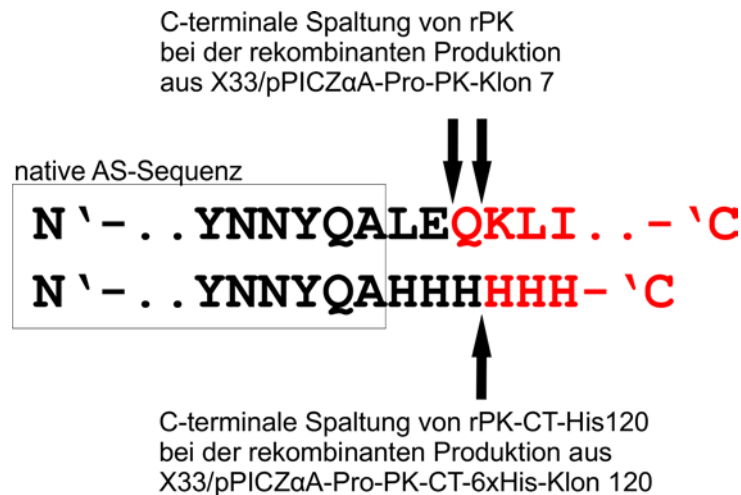 C-terminale Spaltung von rPK
bei der rekombinanten Produktion
aus X33/pPICZαA-Pro-PK-Klon 7
native AS-Sequenz
N‘-..YNNYQALEQKLI..-‘C
N‘-..YNNYQAHHHHHH-‘C
C-terminale Spaltung von rPK-CT-His120
bei der rekombinanten Produktion aus
X33/pPICZαA-Pro-PK-CT-6xHis-Klon 120